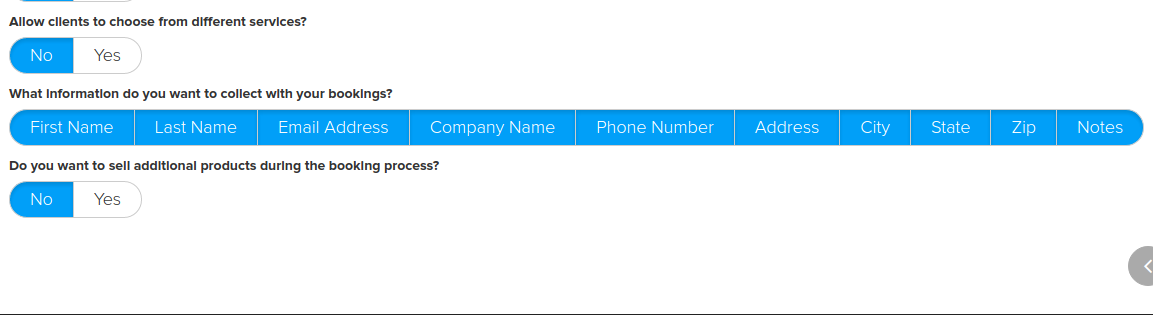 Allow clients to choose from different services?
No Yes
What information do you want to collect with your bookings?
First Name Last Name Email Address Company Name Phone Number Address City State Zip Notes
Do you want to sell additional products during the booking process?
No Yes